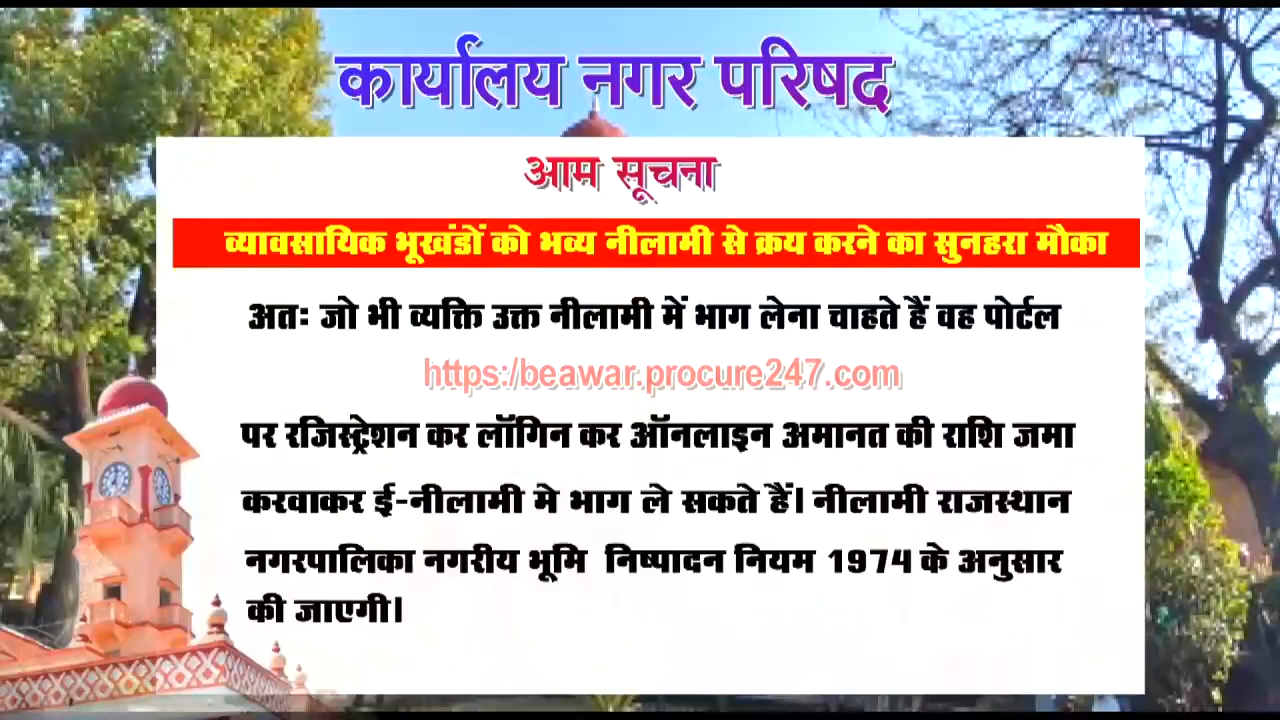 कार्यालय नगर परिषद
आम सूचना
व्यावसायिक भूखंडों को भव्य नीलामी से क्रय करने का सुनहरा मौका
अतः जो भी व्यक्ति उक्त नीलामी में भाग लेना चाहते हैं वह पोर्टल
https:/beawar.procure247.com
पर रजिस्ट्रेशन कर लॉगिन कर ऑनलाइन अमानत की राशि जमा
करवाकर ई-नीलामी मे भाग ले सकते हैं। नीलामी राजस्थान
नगरपालिका नगरीय भूमि निष्पादन नियम 1974 के अनुसार
की जाएगी।